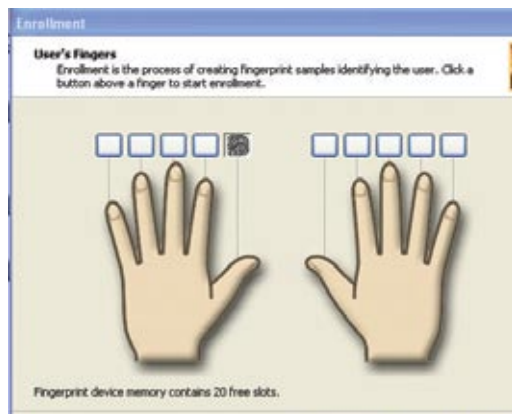 Enrollment
User's Fingers
Enrollment is the process of creating fingerprint samples identifying the user. Click a
button above a finger to start enrollment.
Fingerprint device memory contains 20 free slots.